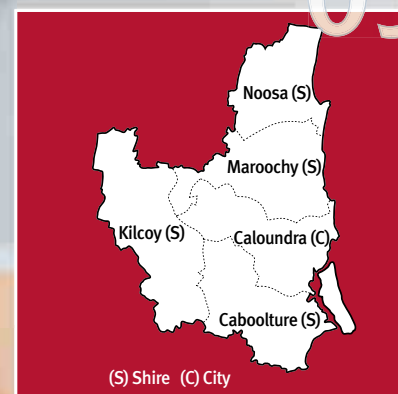 Noosa (S)
Maroochy (S)
Kilcoy (S)
Caloundra (C)
Caboolture (S)
(S) Shire (C) City